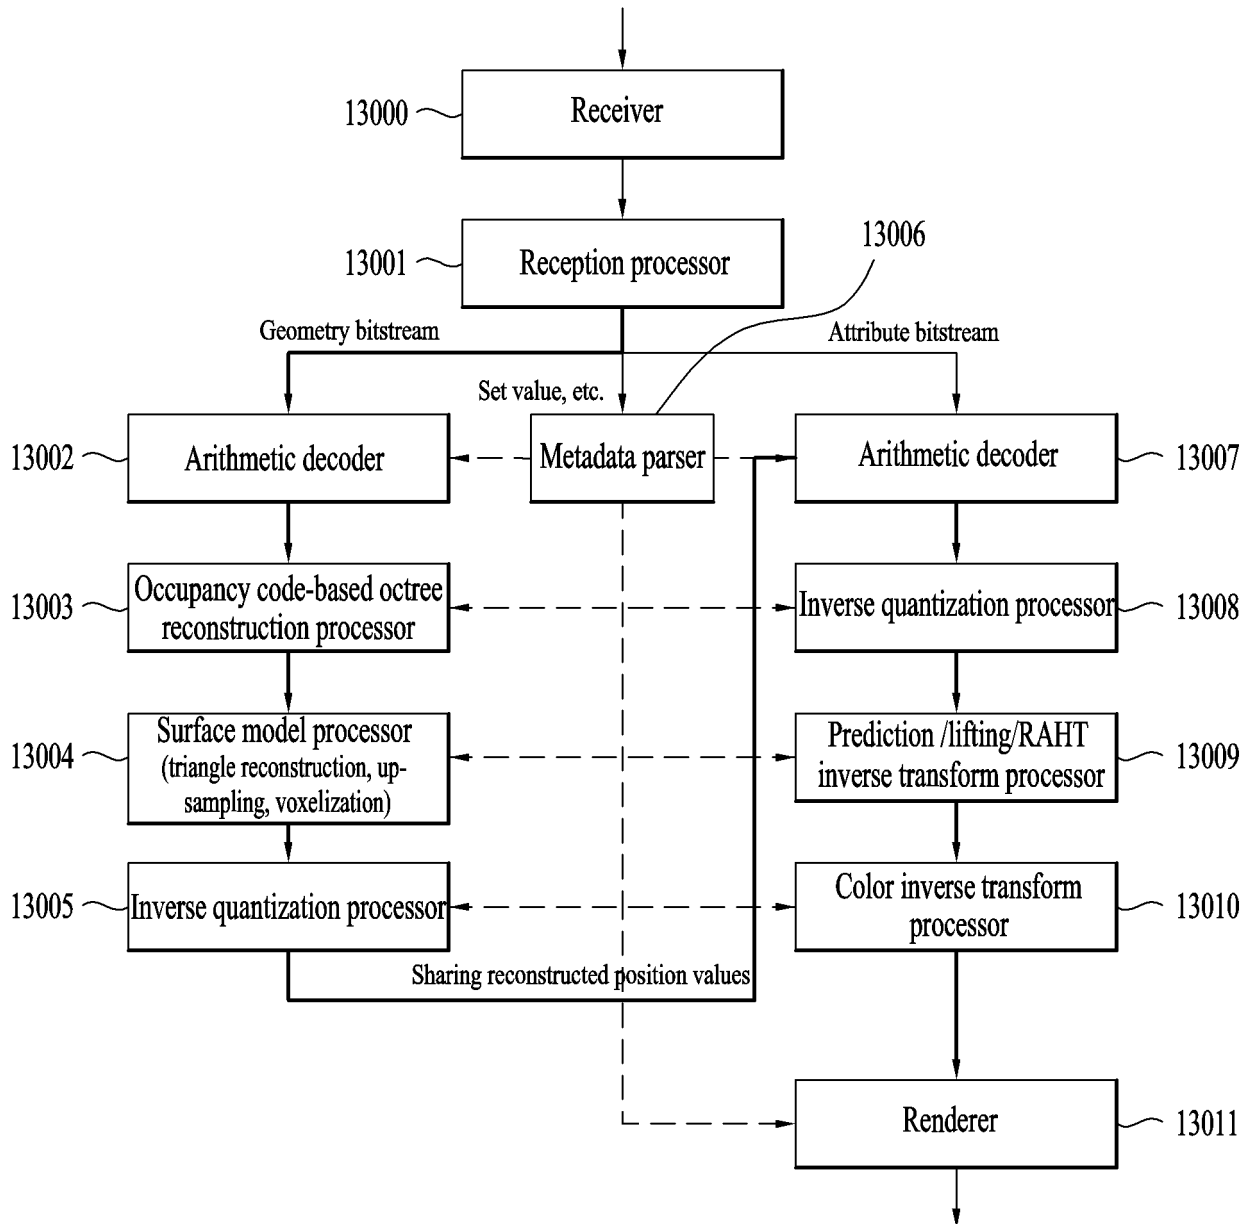 13000
Receiver
13001
Reception processor
13006
Geometry bitstream
Attribute bitstream
Set value, etc.
13002
Arithmetic decoder
Metadata parser
Arithmetic decoder
13007
13003
Occupancy code-based octree
reconstruction processor
Inverse quantization processor
13008
13004
Surface model processor
(triangle reconstruction, up-
sampling, voxelization)
Prediction /lifting/RAHT
inverse transform processor
13009
13005
Inverse quantization processor
Color inverse transform
processor
13010
Sharing reconstructed position values
Renderer
13011